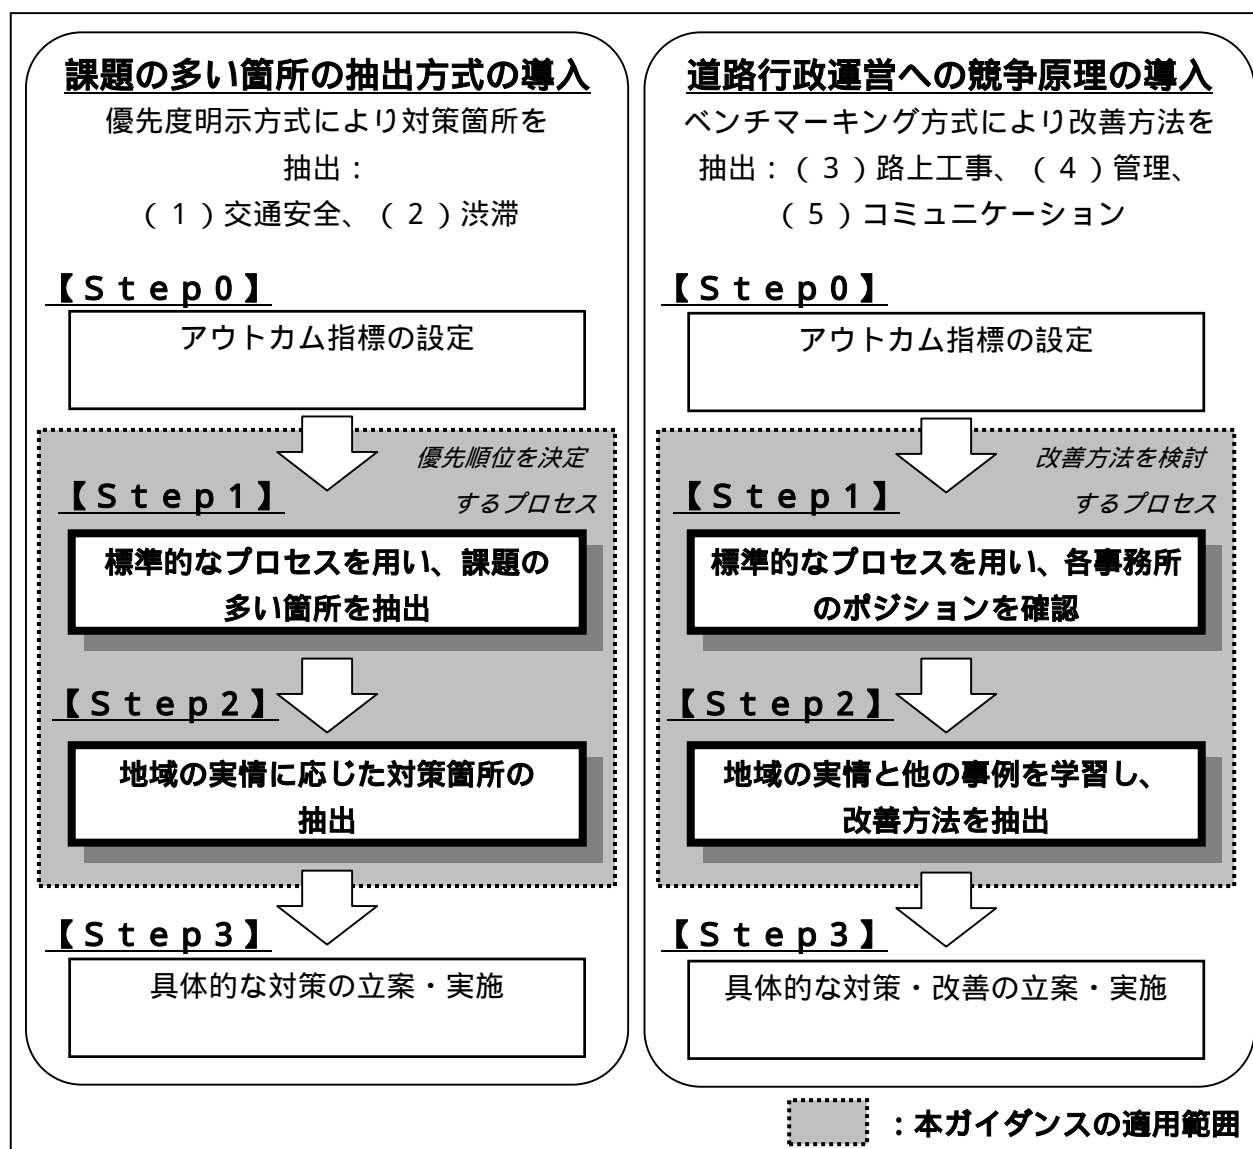 課題の多い箇所の抽出方式の導入
優先度明示方式により対策箇所を
抽出：
（１）交通安全、（２）渋滞
【Ｓｔｅｐ０】
アウトカム指標の設定
優先順位を決定
するプロセス
【Ｓｔｅｐ１】
標準的なプロセスを用い、課題の
多い箇所を抽出
【Ｓｔｅｐ２】
地域の実情に応じた対策箇所の
抽出
【Ｓｔｅｐ３】
具体的な対策の立案・実施
道路行政運営への競争原理の導入
ベンチマーキング方式により改善方法を
抽出：（３）路上工事、（４）管理、
（５）コミュニケーション
【Ｓｔｅｐ０】
アウトカム指標の設定
改善方法を検討
するプロセス
【Ｓｔｅｐ１】
標準的なプロセスを用い、各事務所
のポジションを確認
【Ｓｔｅｐ２】
地域の実情と他の事例を学習し、
改善方法を抽出
【Ｓｔｅｐ３】
具体的な対策・改善の立案・実施
：本ガイダンスの適用範囲